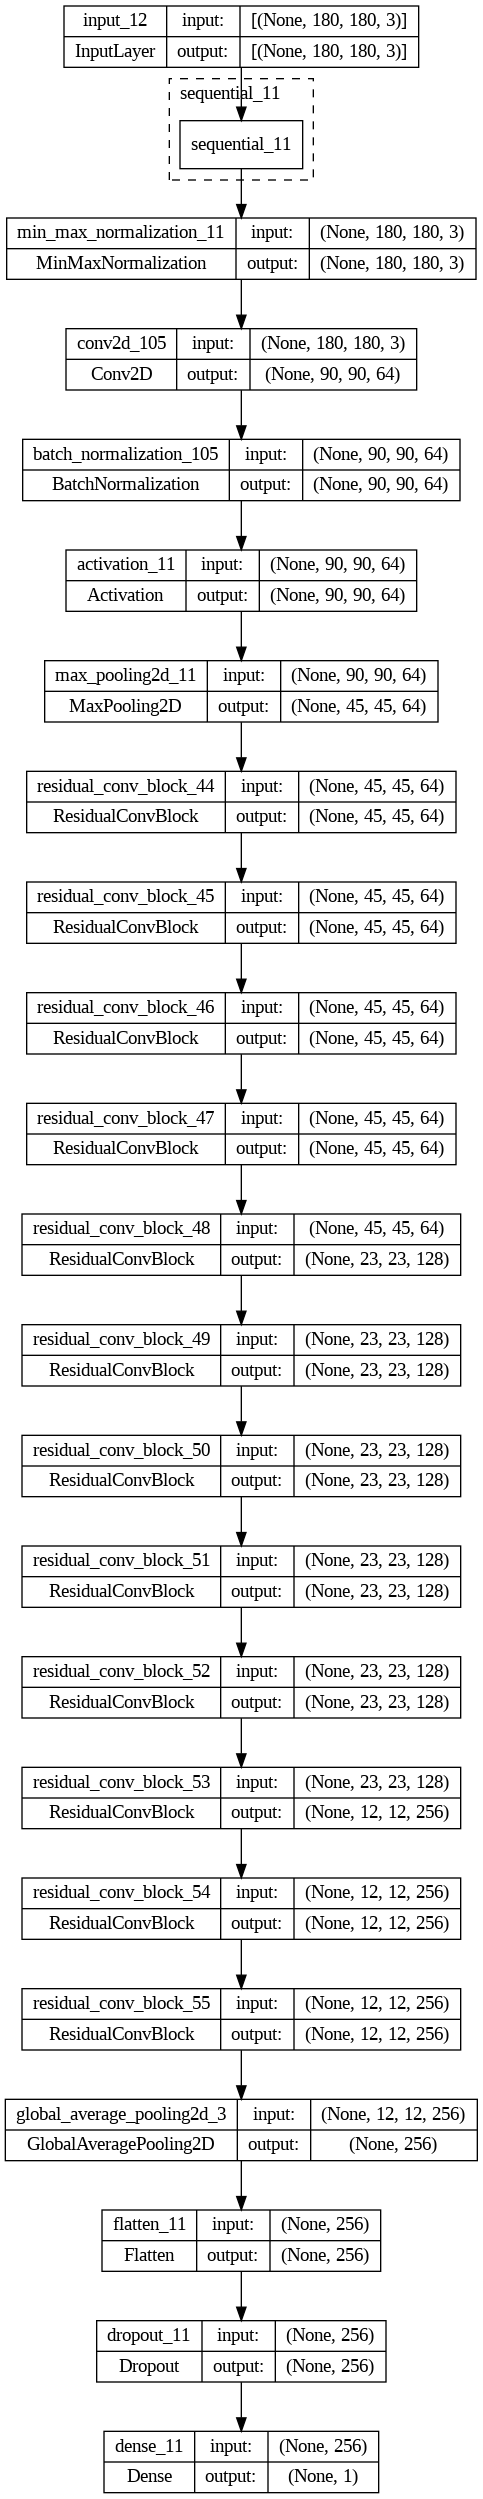 input_12 input: [(None, 180, 180, 3)]
InputLayer output: [(None, 180, 180, 3)]
sequential_11
sequential_11
min_max_normalization_11 input: (None, 180, 180, 3)
MinMaxNormalization output: (None, 180, 180, 3)
conv2d_105 input: (None, 180, 180, 3)
Conv2D output: (None, 90, 90, 64)
batch_normalization_105 input: (None, 90, 90, 64)
BatchNormalization output: (None, 90, 90, 64)
activation_11 input: (None, 90, 90, 64)
Activation output: (None, 90, 90, 64)
max_pooling2d_11 input: (None, 90, 90, 64)
MaxPooling2D output: (None, 45, 45, 64)
residual_conv_block_44 input: (None, 45, 45, 64)
ResidualConvBlock output: (None, 45, 45, 64)
residual_conv_block_45 input: (None, 45, 45, 64)
ResidualConvBlock output: (None, 45, 45, 64)
residual_conv_block_46 input: (None, 45, 45, 64)
ResidualConvBlock output: (None, 45, 45, 64)
residual_conv_block_47 input: (None, 45, 45, 64)
ResidualConvBlock output: (None, 45, 45, 64)
residual_conv_block_48 input: (None, 45, 45, 64)
ResidualConvBlock output: (None, 23, 23, 128)
residual_conv_block_49 input: (None, 23, 23, 128)
ResidualConvBlock output: (None, 23, 23, 128)
residual_conv_block_50 input: (None, 23, 23, 128)
ResidualConvBlock output: (None, 23, 23, 128)
residual_conv_block_51 input: (None, 23, 23, 128)
ResidualConvBlock output: (None, 23, 23, 128)
residual_conv_block_52 input: (None, 23, 23, 128)
ResidualConvBlock output: (None, 23, 23, 128)
residual_conv_block_53 input: (None, 23, 23, 128)
ResidualConvBlock output: (None, 12, 12, 256)
residual_conv_block_54 input: (None, 12, 12, 256)
ResidualConvBlock output: (None, 12, 12, 256)
residual_conv_block_55 input: (None, 12, 12, 256)
ResidualConvBlock output: (None, 12, 12, 256)
global_average_pooling2d_3 input: (None, 12, 12, 256)
GlobalAveragePooling2D output: (None, 256)
flatten_11 input: (None, 256)
Flatten output: (None, 256)
dropout_11 input: (None, 256)
Dropout output: (None, 256)
dense_11 input: (None, 256)
Dense output: (None, 1)